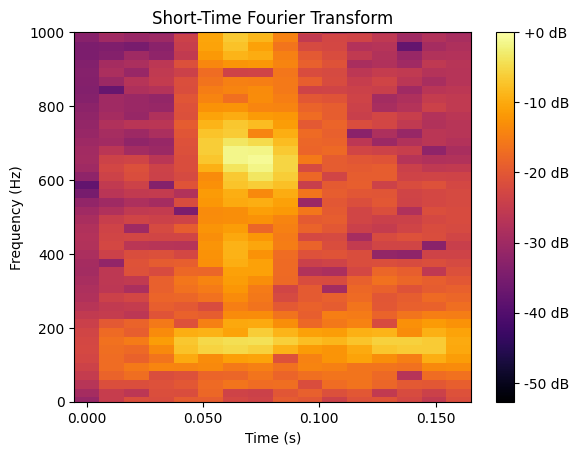 Short-Time Fourier Transform
1000
800
600
400
200
0
Frequency (Hz)
0.000
0.050
0.100
0.150
Time (s)
+0 dB
-10 dB
-20 dB
-30 dB
-40 dB
-50 dB